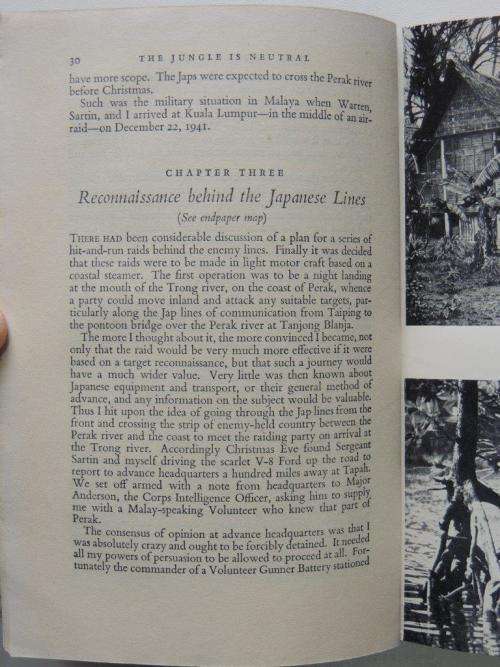 30 THE JUNGLE IS NEUTRAL
have more scope. The Japs were expected to cross the Perak river
before Christmas.
Such was the military situation in Malaya when Warren,
Sartin, and I arrived at Kuala Lumpur—in the middle of an air-
raid—on December 22, 1941.
CHAPTER THREE
Reconnaissance behind the Japanese Lines
(See endpaper map)
THERE HAD been considerable discussion of a plan for a series of
hit-and-run raids behind the enemy lines. Finally it was decided
that these raids were to be made in light motor craft based on a
coastal steamer. The first operation was to be a night landing
at the mouth of the Trong river, on the coast of Perak, whence
a party could move inland and attack any suitable targets, par-
ticularly along the Jap lines of communication from Taiping to
the pontoon bridge over the Perak river at Tanjong Blanja.
The more I thought about it, the more convinced I became, not
only that the raid would be very much more effective if it were
based on a target reconnaissance, but that such a journey would
have a much wider value. Very little was then known about
Japanese equipment and transport, or their general method of
advance, and any information on the subject would be valuable.
Thus I hit upon the idea of going through the Jap lines from the
front and crossing the strip of enemy-held country between the
Perak river and the coast to meet the raiding party on arrival at
the Trong river. Accordingly Christmas Eve found Sergeant
Sartin and myself driving the scarlet V-8 Ford up the road to
report to advance headquarters a hundred miles away at Tapah.
We set off armed with a note from headquarters to Major
Anderson, the Corps Intelligence Officer, asking him to supply
me with a Malay-speaking Volunteer who knew that part of
Perak.
The consensus of opinion at advance headquarters was that I
was absolutely crazy and ought to be forcibly detained. It needed
all my powers of persuasion to be allowed to proceed at all. For-
tunately the commander of a Volunteer Gunner Battery stationed